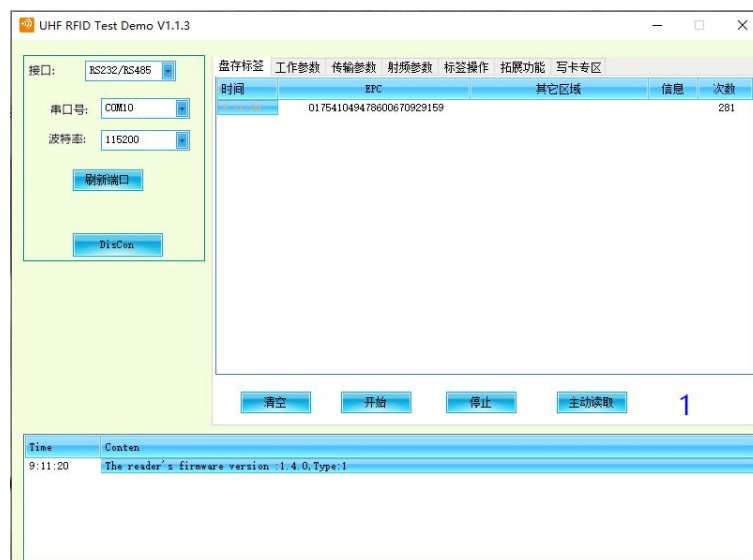 UHF RFID Test Demo V1.1.3
接口: RS232/RS485
串口号: COM10
波特率: 115200
刷新端口
DisCon
盘存标签 工作参数 传输参数 射频参数 标签操作 拓展功能 写卡专区
时间 EPC 其它区域 信息 次数
017541049478600670929159 281
清空 开始 停止 主动读取 1
Time Conten
9:11:20 The reader's firmware version :1.4.0,Type:1